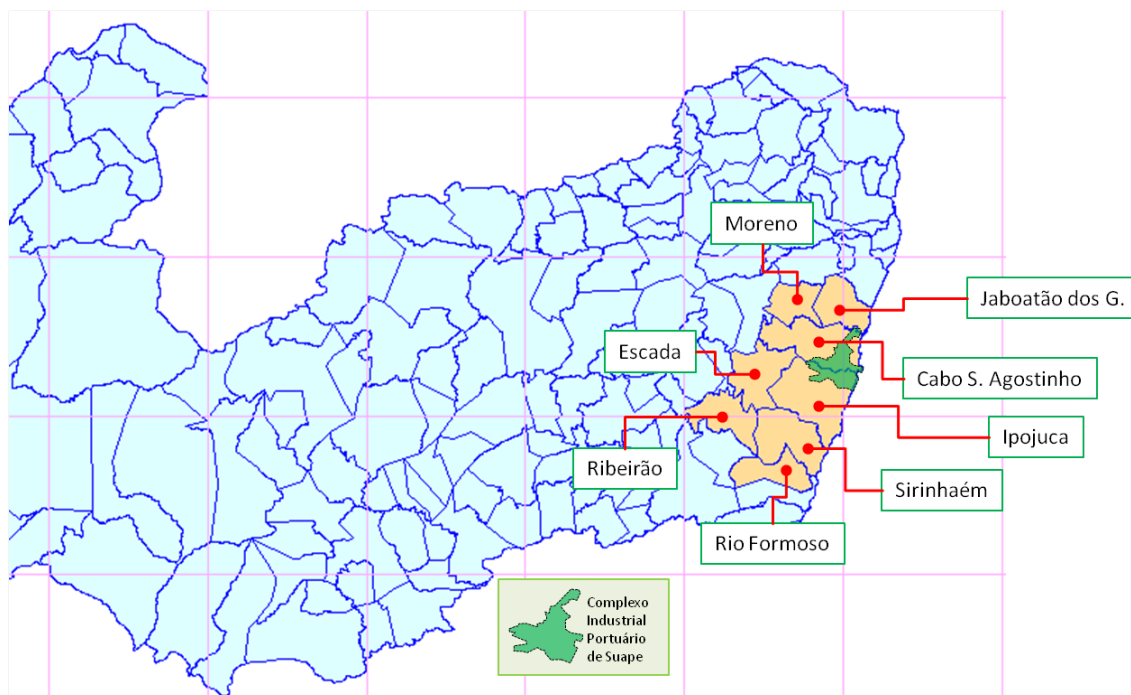 Moreno
Jaboatão dos G.
Escada
Cabo S. Agostinho
Ipojuca
Ribeirão
Sirinhaém
Rio Formoso
Complexo
Industrial
Portuário
de Suape